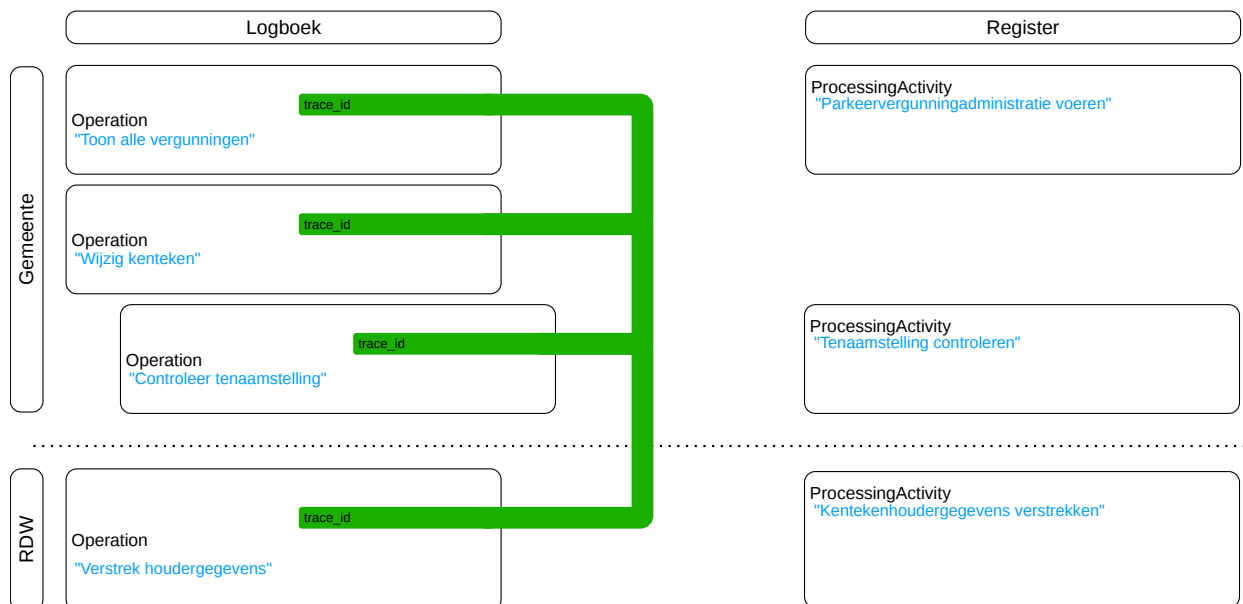 Logboek
Register
Gemeente
trace_id
Operation
"Toon alle vergunningen"
ProcessingActivity
"Parkeervergunningadministratie voeren"
trace_id
Operation
"Wijzig kenteken"
trace_id
Operation
"Controleer tenaamstelling"
ProcessingActivity
"Tenaamstelling controleren"
RDW
trace_id
Operation
"Verstrek houdergegevens"
ProcessingActivity
"Kentekenhoudergegevens verstrekken"